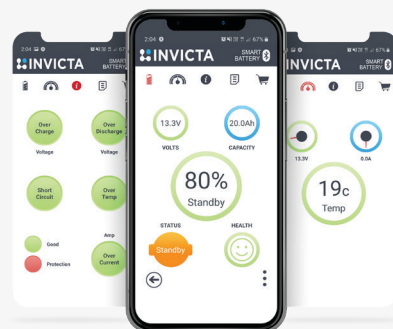 2:04
INVICTA
SMART
BATTERY
Over
Charge
Over
Discharge
Voltage
Voltage
Short
Circuit
Over
Temp
Good
Protection
Amp
Over
Current
2:04
67%
INVICTA
SMART
BATTERY
13.3V
20.0Ah
VOLTS
CAPACITY
80%
Standby
STATUS
HEALTH
Standby
67%
SMART
BATTERY
13.3V
0.0A
19c
Temp